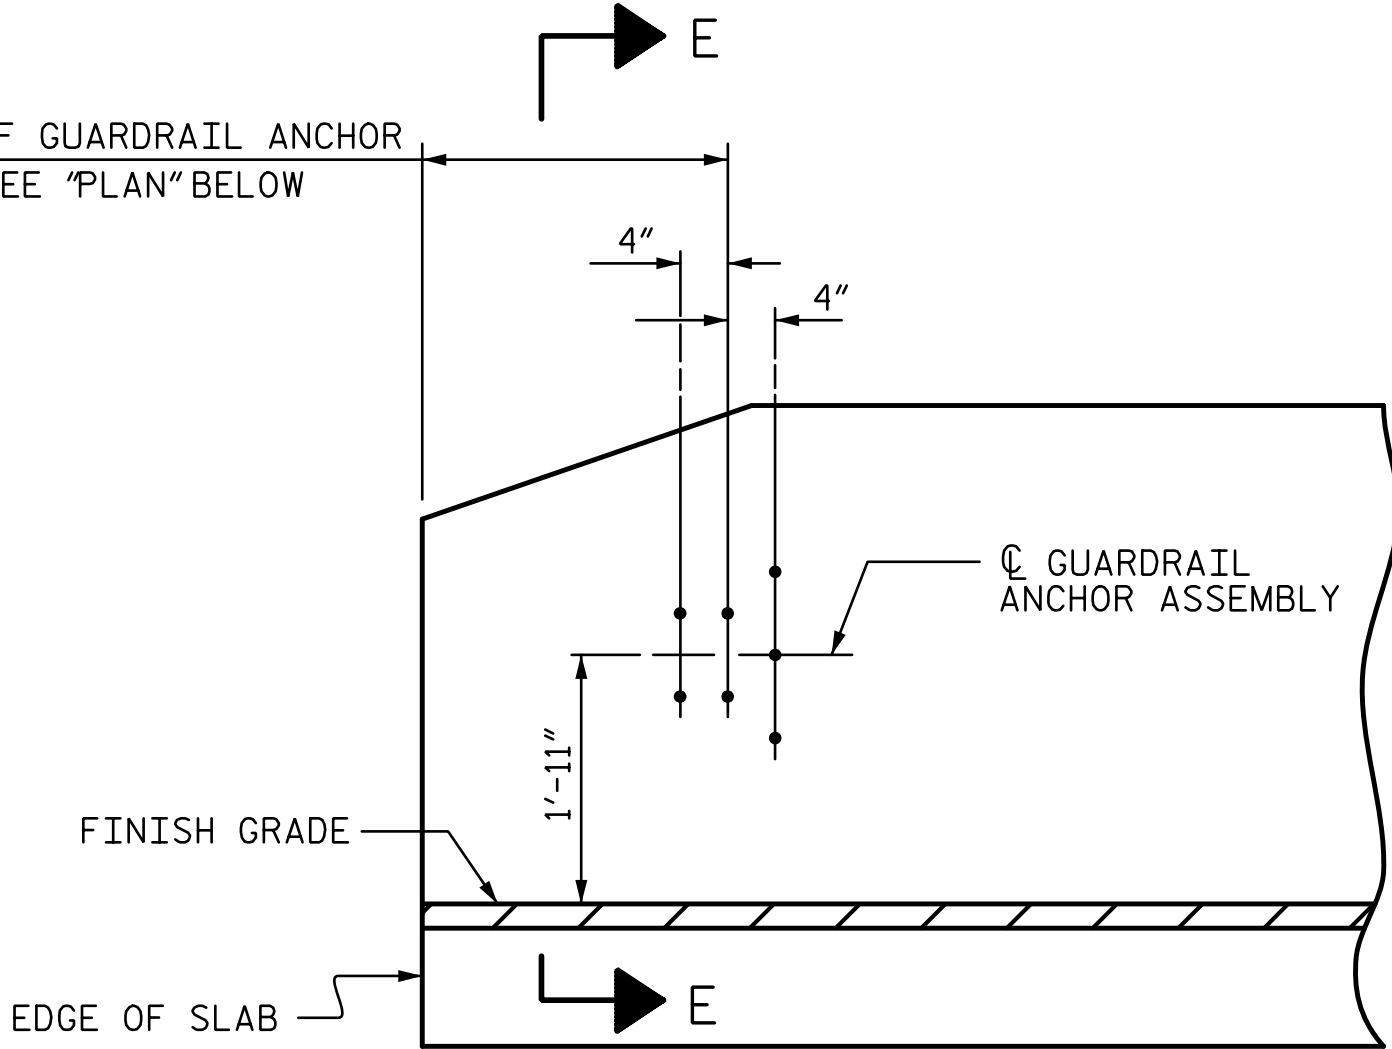 E
F GUARDRAIL ANCHOR
EE "PLAN" BELOW
4"
4"
℄ GUARDRAIL
ANCHOR ASSEMBLY
1'-11"
FINISH GRADE
EDGE OF SLAB
E